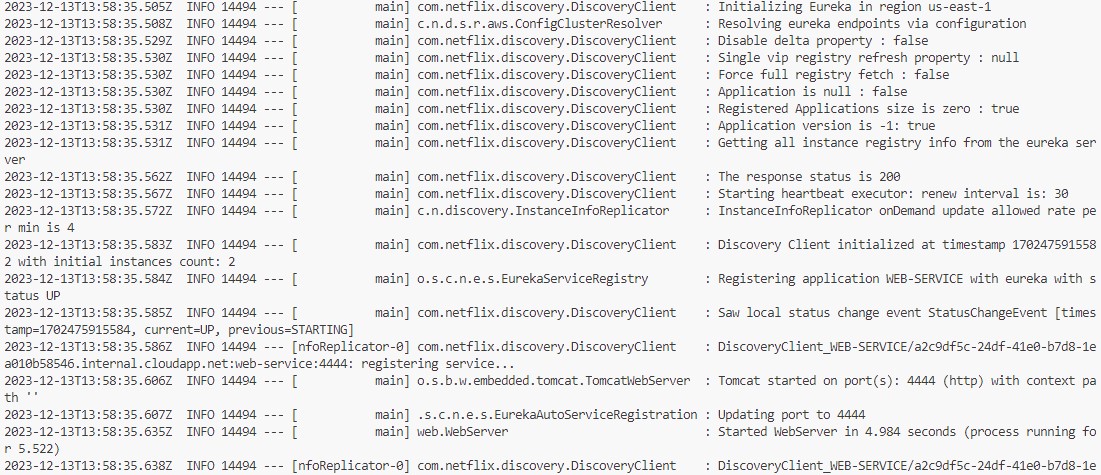 2023-12-13T13:58:35.505Z  INFO 14494 --- [           main] com.netflix.discovery.DiscoveryClient    : Initializing Eureka in region us-east-1
2023-12-13T13:58:35.508Z  INFO 14494 --- [           main] c.n.d.s.r.aws.ConfigClusterResolver      : Resolving eureka endpoints via configuration
2023-12-13T13:58:35.529Z  INFO 14494 --- [           main] com.netflix.discovery.DiscoveryClient    : Disable delta property : false
2023-12-13T13:58:35.530Z  INFO 14494 --- [           main] com.netflix.discovery.DiscoveryClient    : Single vip registry refresh property : null
2023-12-13T13:58:35.530Z  INFO 14494 --- [           main] com.netflix.discovery.DiscoveryClient    : Force full registry fetch : false
2023-12-13T13:58:35.530Z  INFO 14494 --- [           main] com.netflix.discovery.DiscoveryClient    : Application is null : false
2023-12-13T13:58:35.530Z  INFO 14494 --- [           main] com.netflix.discovery.DiscoveryClient    : Registered Applications size is zero : true
2023-12-13T13:58:35.531Z  INFO 14494 --- [           main] com.netflix.discovery.DiscoveryClient    : Application version is -1: true
2023-12-13T13:58:35.531Z  INFO 14494 --- [           main] com.netflix.discovery.DiscoveryClient    : Getting all instance registry info from the eureka ser
ver
2023-12-13T13:58:35.562Z  INFO 14494 --- [           main] com.netflix.discovery.DiscoveryClient    : The response status is 200
2023-12-13T13:58:35.567Z  INFO 14494 --- [           main] com.netflix.discovery.DiscoveryClient    : Starting heartbeat executor: renew interval is: 30
2023-12-13T13:58:35.572Z  INFO 14494 --- [           main] c.n.discovery.InstanceInfoReplicator     : InstanceInfoReplicator onDemand update allowed rate pe
r min is 4
2023-12-13T13:58:35.583Z  INFO 14494 --- [           main] com.netflix.discovery.DiscoveryClient    : Discovery Client initialized at timestamp 170247591558
2 with initial instances count: 2
2023-12-13T13:58:35.584Z  INFO 14494 --- [           main] o.s.c.n.e.s.EurekaServiceRegistry        : Registering application WEB-SERVICE with eureka with s
tatus UP
2023-12-13T13:58:35.585Z  INFO 14494 --- [           main] com.netflix.discovery.DiscoveryClient    : Saw local status change event StatusChangeEvent [times
tamp=1702475915584, current=UP, previous=STARTING]
2023-12-13T13:58:35.586Z  INFO 14494 --- [nfoReplicator-0] com.netflix.discovery.DiscoveryClient    : DiscoveryClient_WEB-SERVICE/a2c9df5c-24df-41e0-b7d8-1e
a010b58546.internal.cloudapp.net:web-service:4444: registering service...
2023-12-13T13:58:35.606Z  INFO 14494 --- [           main] o.s.b.w.embedded.tomcat.TomcatWebServer  : Tomcat started on port(s): 4444 (http) with context pa
th ''
2023-12-13T13:58:35.607Z  INFO 14494 --- [           main] .s.c.n.e.s.EurekaAutoServiceRegistration : Updating port to 4444
2023-12-13T13:58:35.635Z  INFO 14494 --- [           main] web.WebServer                            : Started WebServer in 4.984 seconds (process running fo
r 5.522)
2023-12-13T13:58:35.638Z  INFO 14494 --- [nfoReplicator-0] com.netflix.discovery.DiscoveryClient    : DiscoveryClient_WEB-SERVICE/a2c9df5c-24df-41e0-b7d8-1e